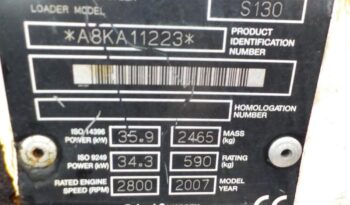 LOADER MODEL S130
*A8KA11223* PRODUCT
IDENTIFICATION
NUMBER
HOMOLOGATION
NUMBER
ISO 14396
POWER (kW) 35.9 2465 MASS
(kg)
ISO 9249
POWER (kW) 34.3 590 RATING
(kg)
RATED ENGINE
SPEED (RPM) 2800 2007 MODEL
YEAR
CE